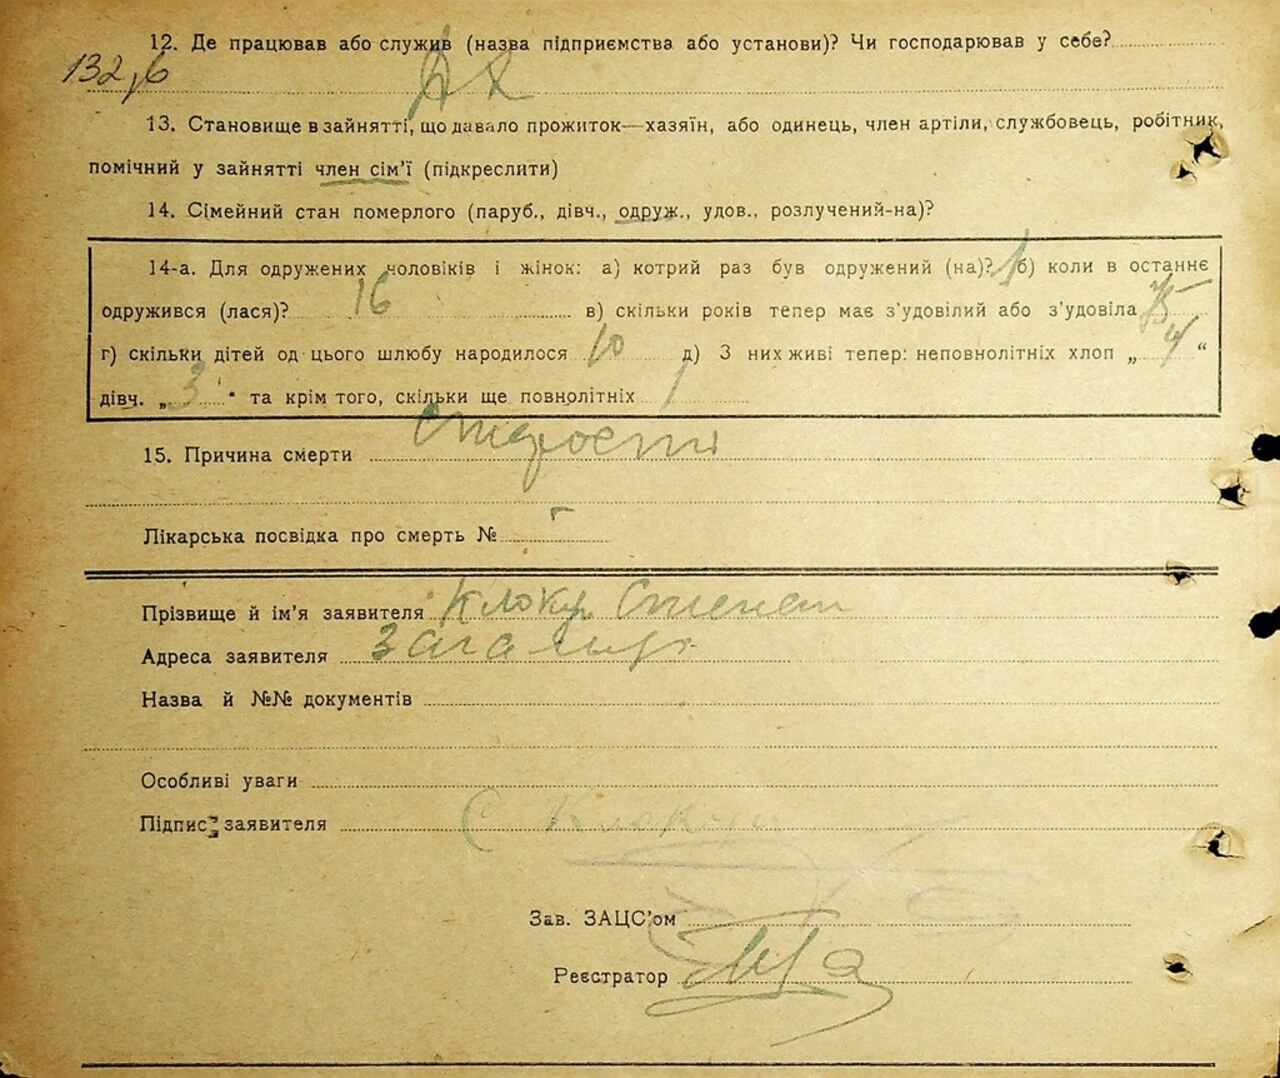 12. Де працював або служив (назва підприємства або установи)? Чи господарював у себе?
132,6
13. Становище в зайнятті, що давало прожиток—хазяїн, або одинець, член артіли, службовець, робітник,
помічний у зайнятті член сім'ї (підкреслити)
14. Сімейний стан померлого (паруб., дівч., одруж., удов., розлучений-на)?
14-а. Для одружених чоловіків і жінок: а) котрий раз був одружений (на)? 1 б) коли в останнє
одружився (лася)? 16 в) скільки років тепер має з'удовілий або з'удовіла
г) скільки дітей од цього шлюбу народилося 10 д) З них живі тепер: неповнолітніх хлоп „ 4 “
дівч. „ 3 “ та крім того, скільки ще повнолітніх 1
15. Причина смерти старости
Лікарська посвідка про смерть №
Прізвище й ім'я заявителя Клокун Степан
Адреса заявителя
Назва й №№ документів
Особливі уваги
Підпис заявителя С Клокун
Зав. ЗАЦС'ом
Реєстратор